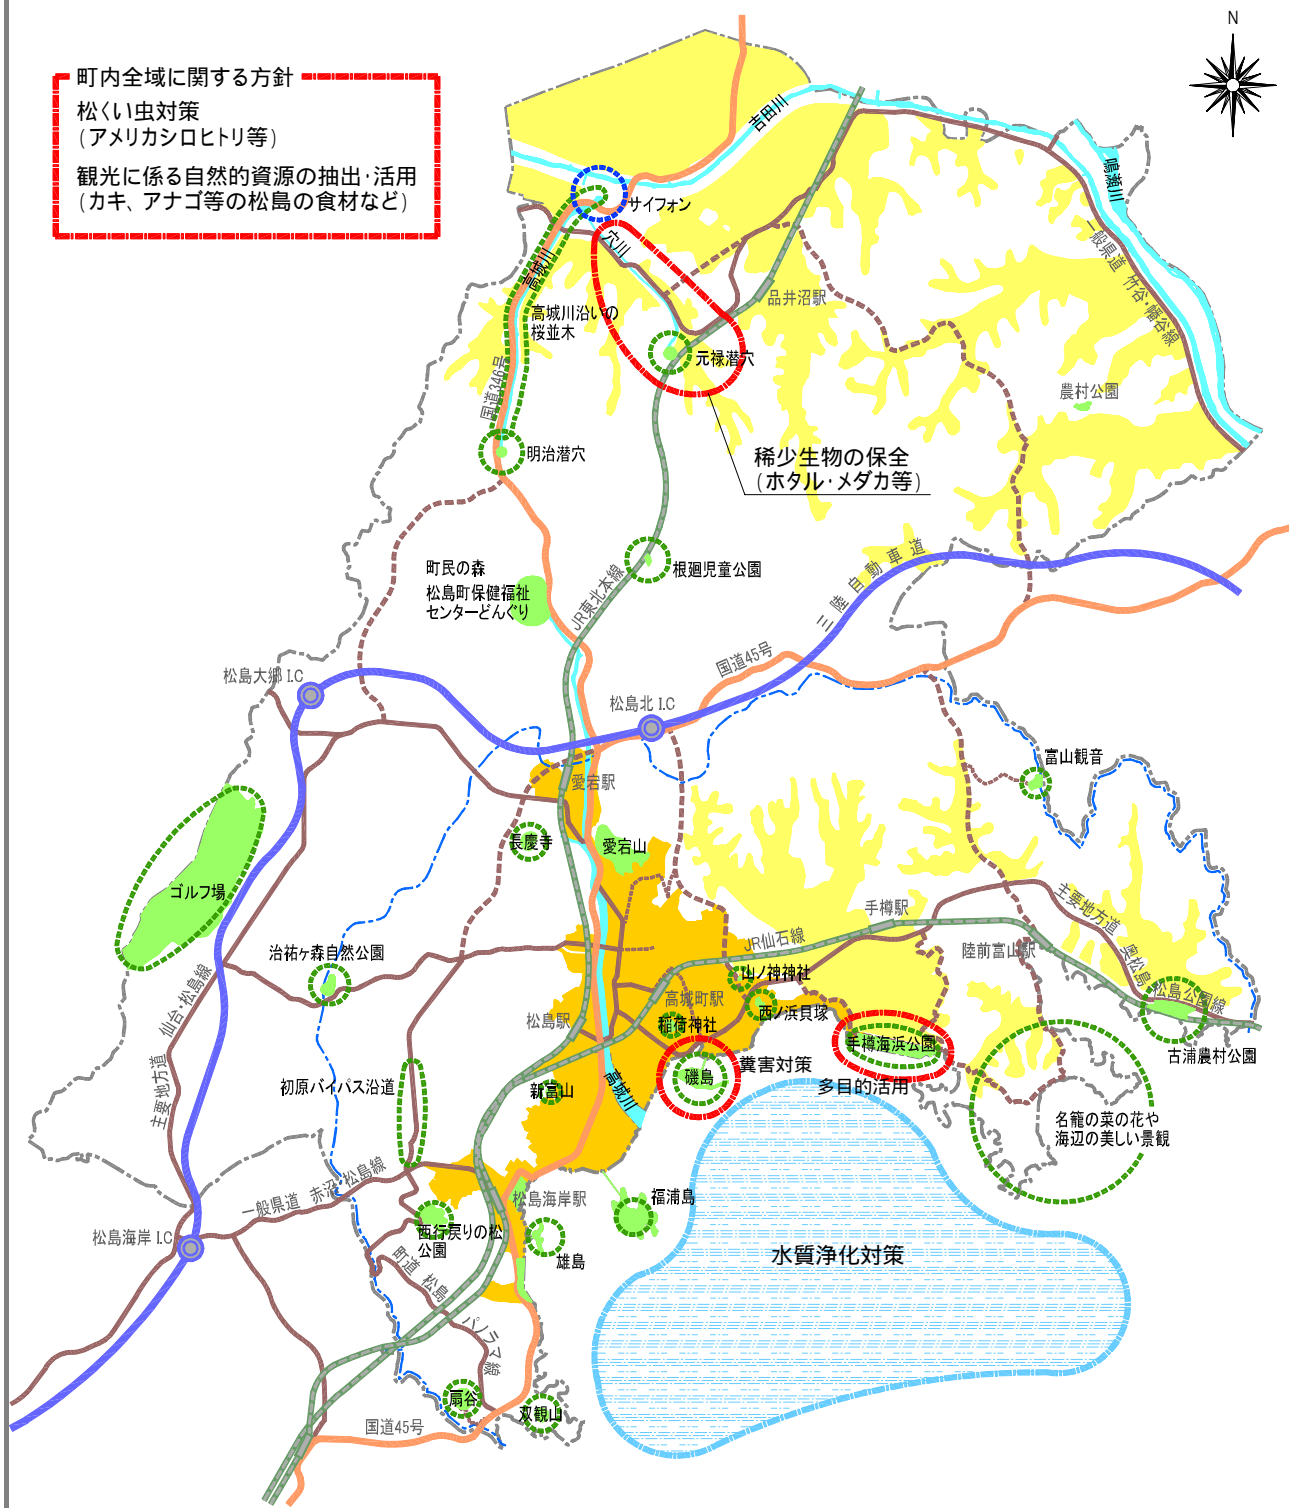 N
町内全域に関する方針
松くい虫対策
(アメリカシロヒトリ等)
観光に係る自然的資源の抽出・活用
(カキ、アナゴ等の松島の食材など)
吉田川
鳴瀬川
サイフォン
穴川
高城川
一般県道 竹谷・幡谷線
品井沼駅
高城川沿いの
桜並木
元禄潜穴
国道346号
農村公園
明治潜穴
稀少生物の保全
(ホタル・メダカ等)
根廻児童公園
町民の森
松島町保健福祉
センターどんぐり
JR東北本線
三陸自動車道
国道45号
松島大郷 I.C
松島北 I.C
富山観音
愛宕駅
長慶寺
愛宕山
ゴルフ場
手樽駅
主要地方道 奥松島
松島公園線
JR仙石線
陸前富山駅
治祐ヶ森自然公園
山ノ神神社
高城町駅
西ノ浜貝塚
主要地方道 仙台・松島線
松島駅
稲荷神社
手樽海浜公園
古浦農村公園
糞害対策
磯島
多目的活用
初原バイパス沿道
新富山
高城川
名籠の菜の花や
海辺の美しい景観
一般県道 赤沼・松島線
松島海岸駅
福浦島
西行戻りの松
公園
松島海岸 I.C
雄島
水質浄化対策
町道 松島
パノラマ線
扇谷
双観山
国道45号